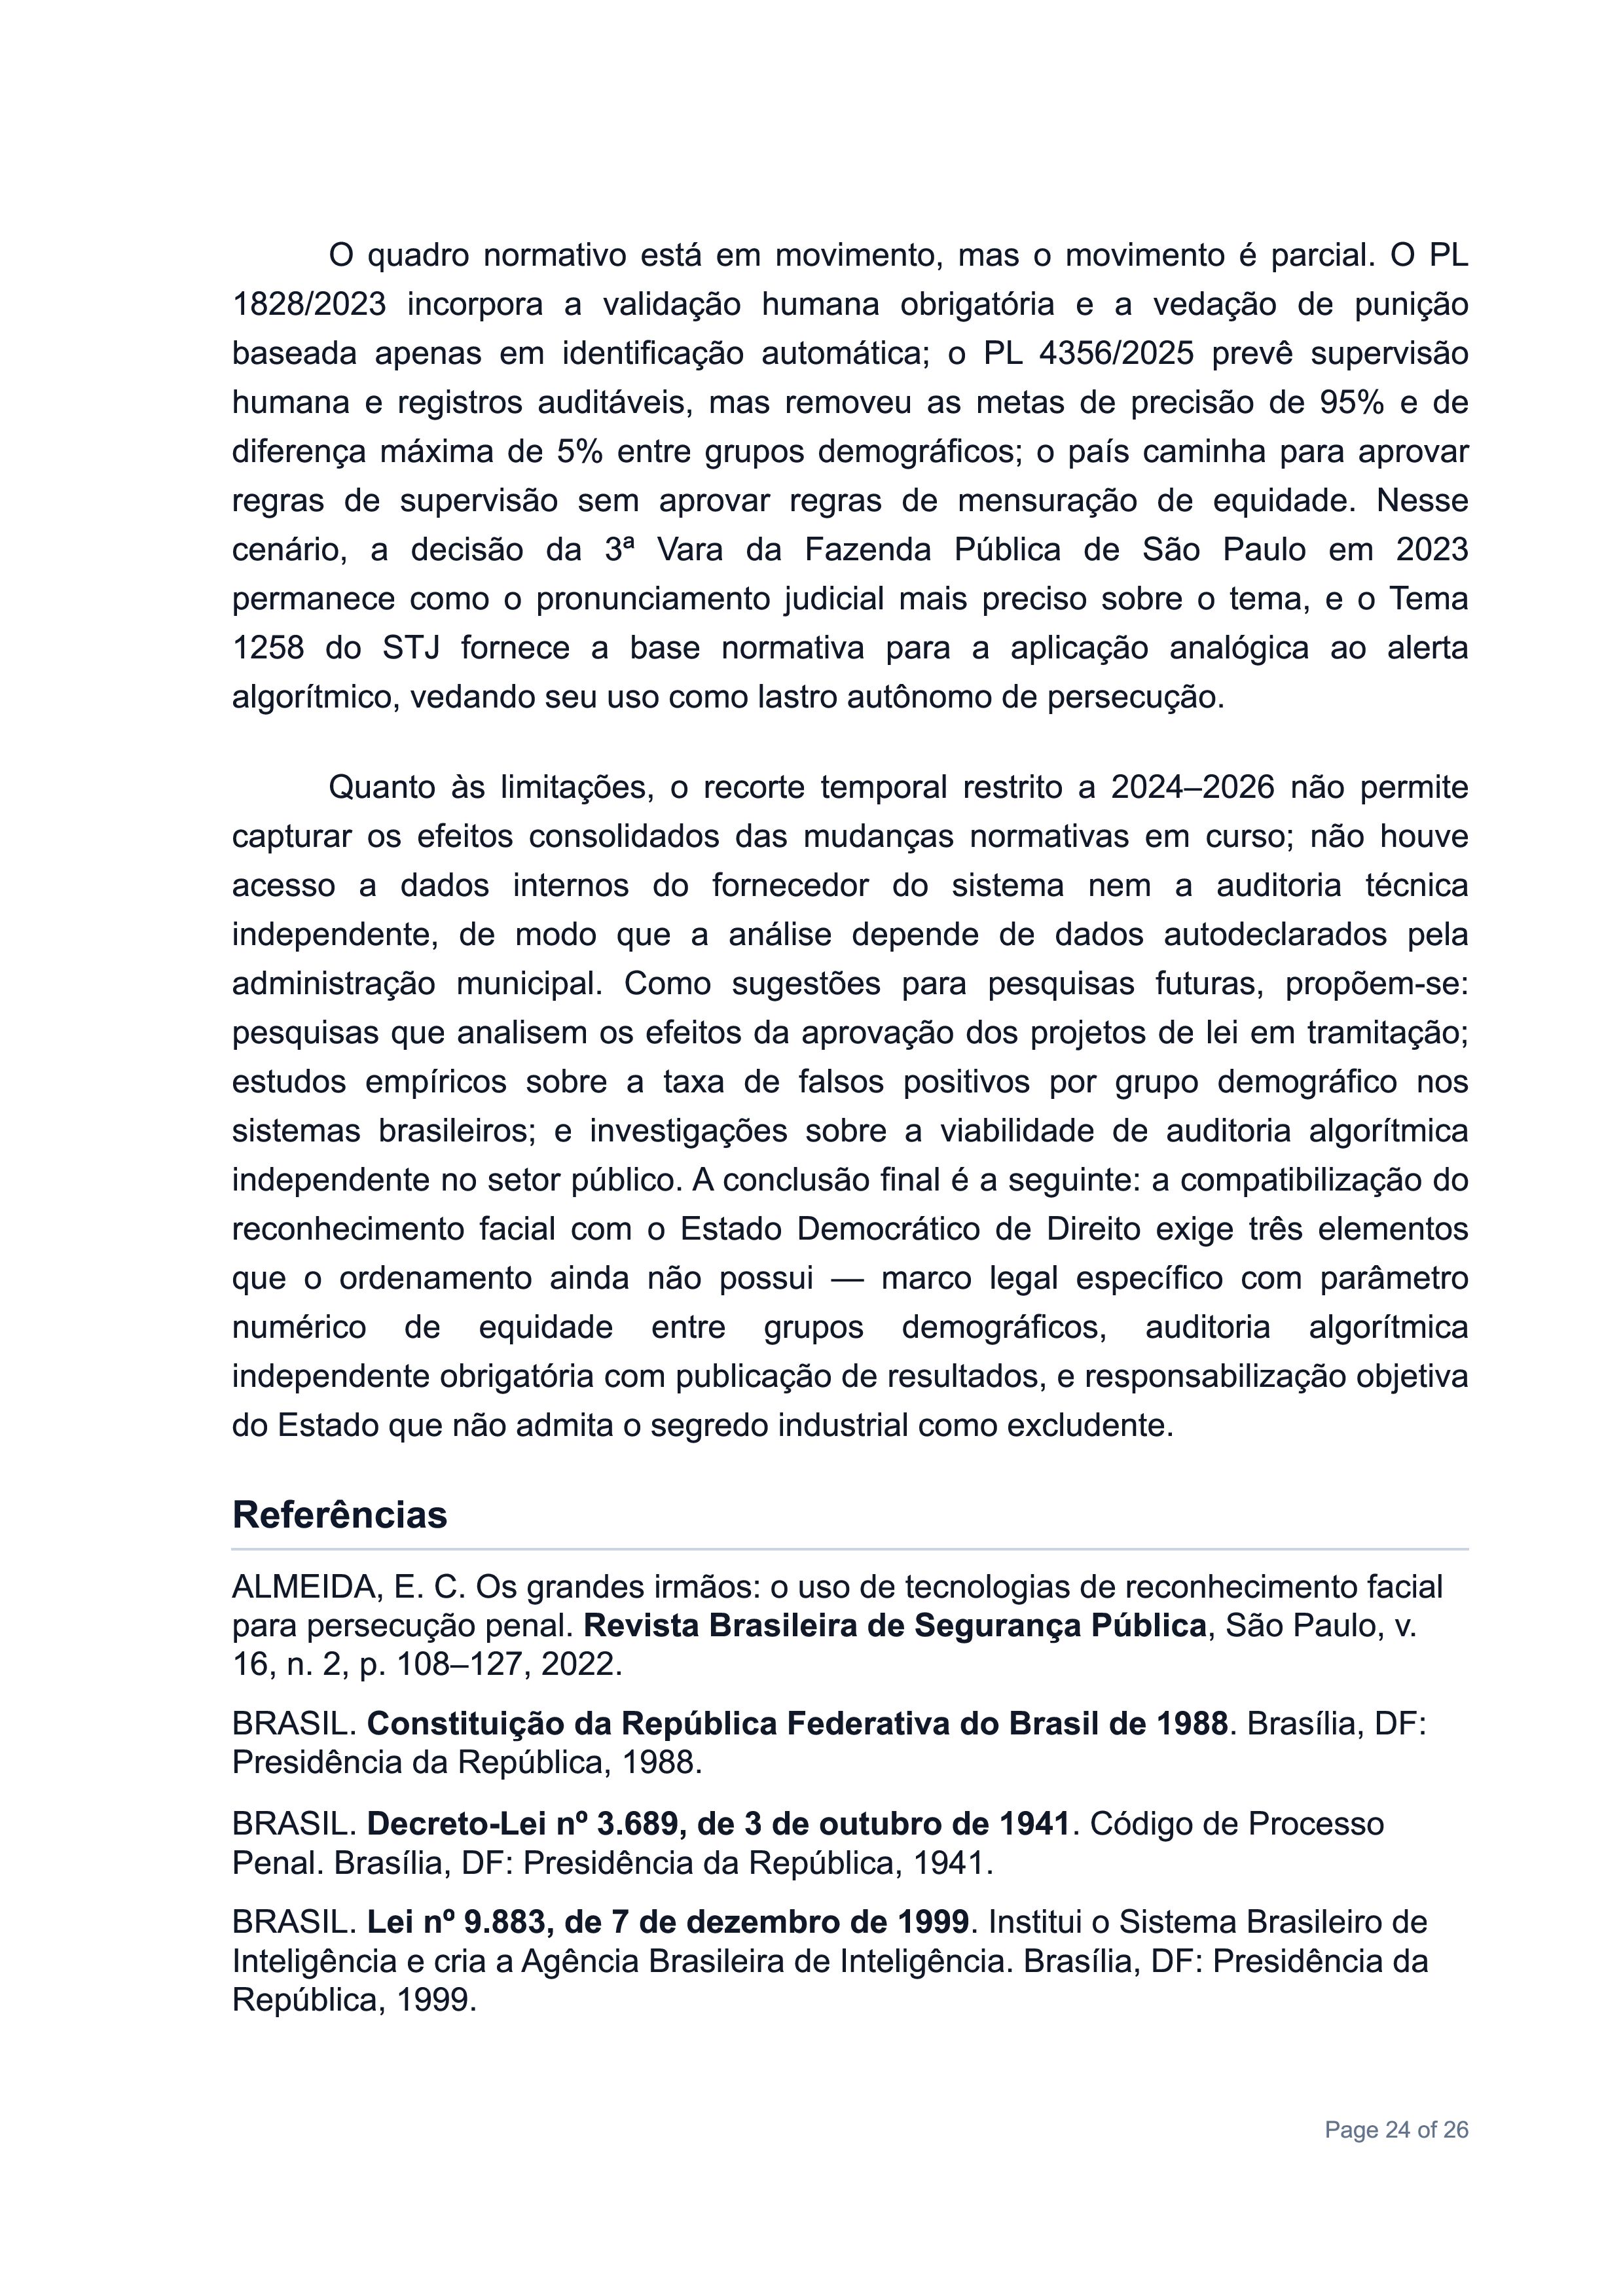 O quadro normativo está em movimento, mas o movimento é parcial. O PL
1828/2023 incorpora a validação humana obrigatória e a vedação de punição
baseada apenas em identificação automática; o PL 4356/2025 prevê supervisão
humana e registros auditáveis, mas removeu as metas de precisão de 95% e de
diferença máxima de 5% entre grupos demográficos; o país caminha para aprovar
regras de supervisão sem aprovar regras de mensuração de equidade. Nesse
cenário, a decisão da 3ª Vara da Fazenda Pública de São Paulo em 2023
permanece como o pronunciamento judicial mais preciso sobre o tema, e o Tema
1258 do STJ fornece a base normativa para a aplicação analógica ao alerta
algorítmico, vedando seu uso como lastro autônomo de persecução.
Quanto às limitações, o recorte temporal restrito a 2024–2026 não permite
capturar os efeitos consolidados das mudanças normativas em curso; não houve
acesso a dados internos do fornecedor do sistema nem a auditoria técnica
independente, de modo que a análise depende de dados autodeclarados pela
administração municipal. Como sugestões para pesquisas futuras, propõem-se:
pesquisas que analisem os efeitos da aprovação dos projetos de lei em tramitação;
estudos empíricos sobre a taxa de falsos positivos por grupo demográfico nos
sistemas brasileiros; e investigações sobre a viabilidade de auditoria algorítmica
independente no setor público. A conclusão final é a seguinte: a compatibilização do
reconhecimento facial com o Estado Democrático de Direito exige três elementos
que o ordenamento ainda não possui — marco legal específico com parâmetro
numérico de equidade entre grupos demográficos, auditoria algorítmica
independente obrigatória com publicação de resultados, e responsabilização objetiva
do Estado que não admita o segredo industrial como excludente.
Referências
ALMEIDA, E. C. Os grandes irmãos: o uso de tecnologias de reconhecimento facial
para persecução penal. Revista Brasileira de Segurança Pública, São Paulo, v.
16, n. 2, p. 108–127, 2022.
BRASIL. Constituição da República Federativa do Brasil de 1988. Brasília, DF:
Presidência da República, 1988.
BRASIL. Decreto-Lei nº 3.689, de 3 de outubro de 1941. Código de Processo
Penal. Brasília, DF: Presidência da República, 1941.
BRASIL. Lei nº 9.883, de 7 de dezembro de 1999. Institui o Sistema Brasileiro de
Inteligência e cria a Agência Brasileira de Inteligência. Brasília, DF: Presidência da
República, 1999.
Page 24 of 26